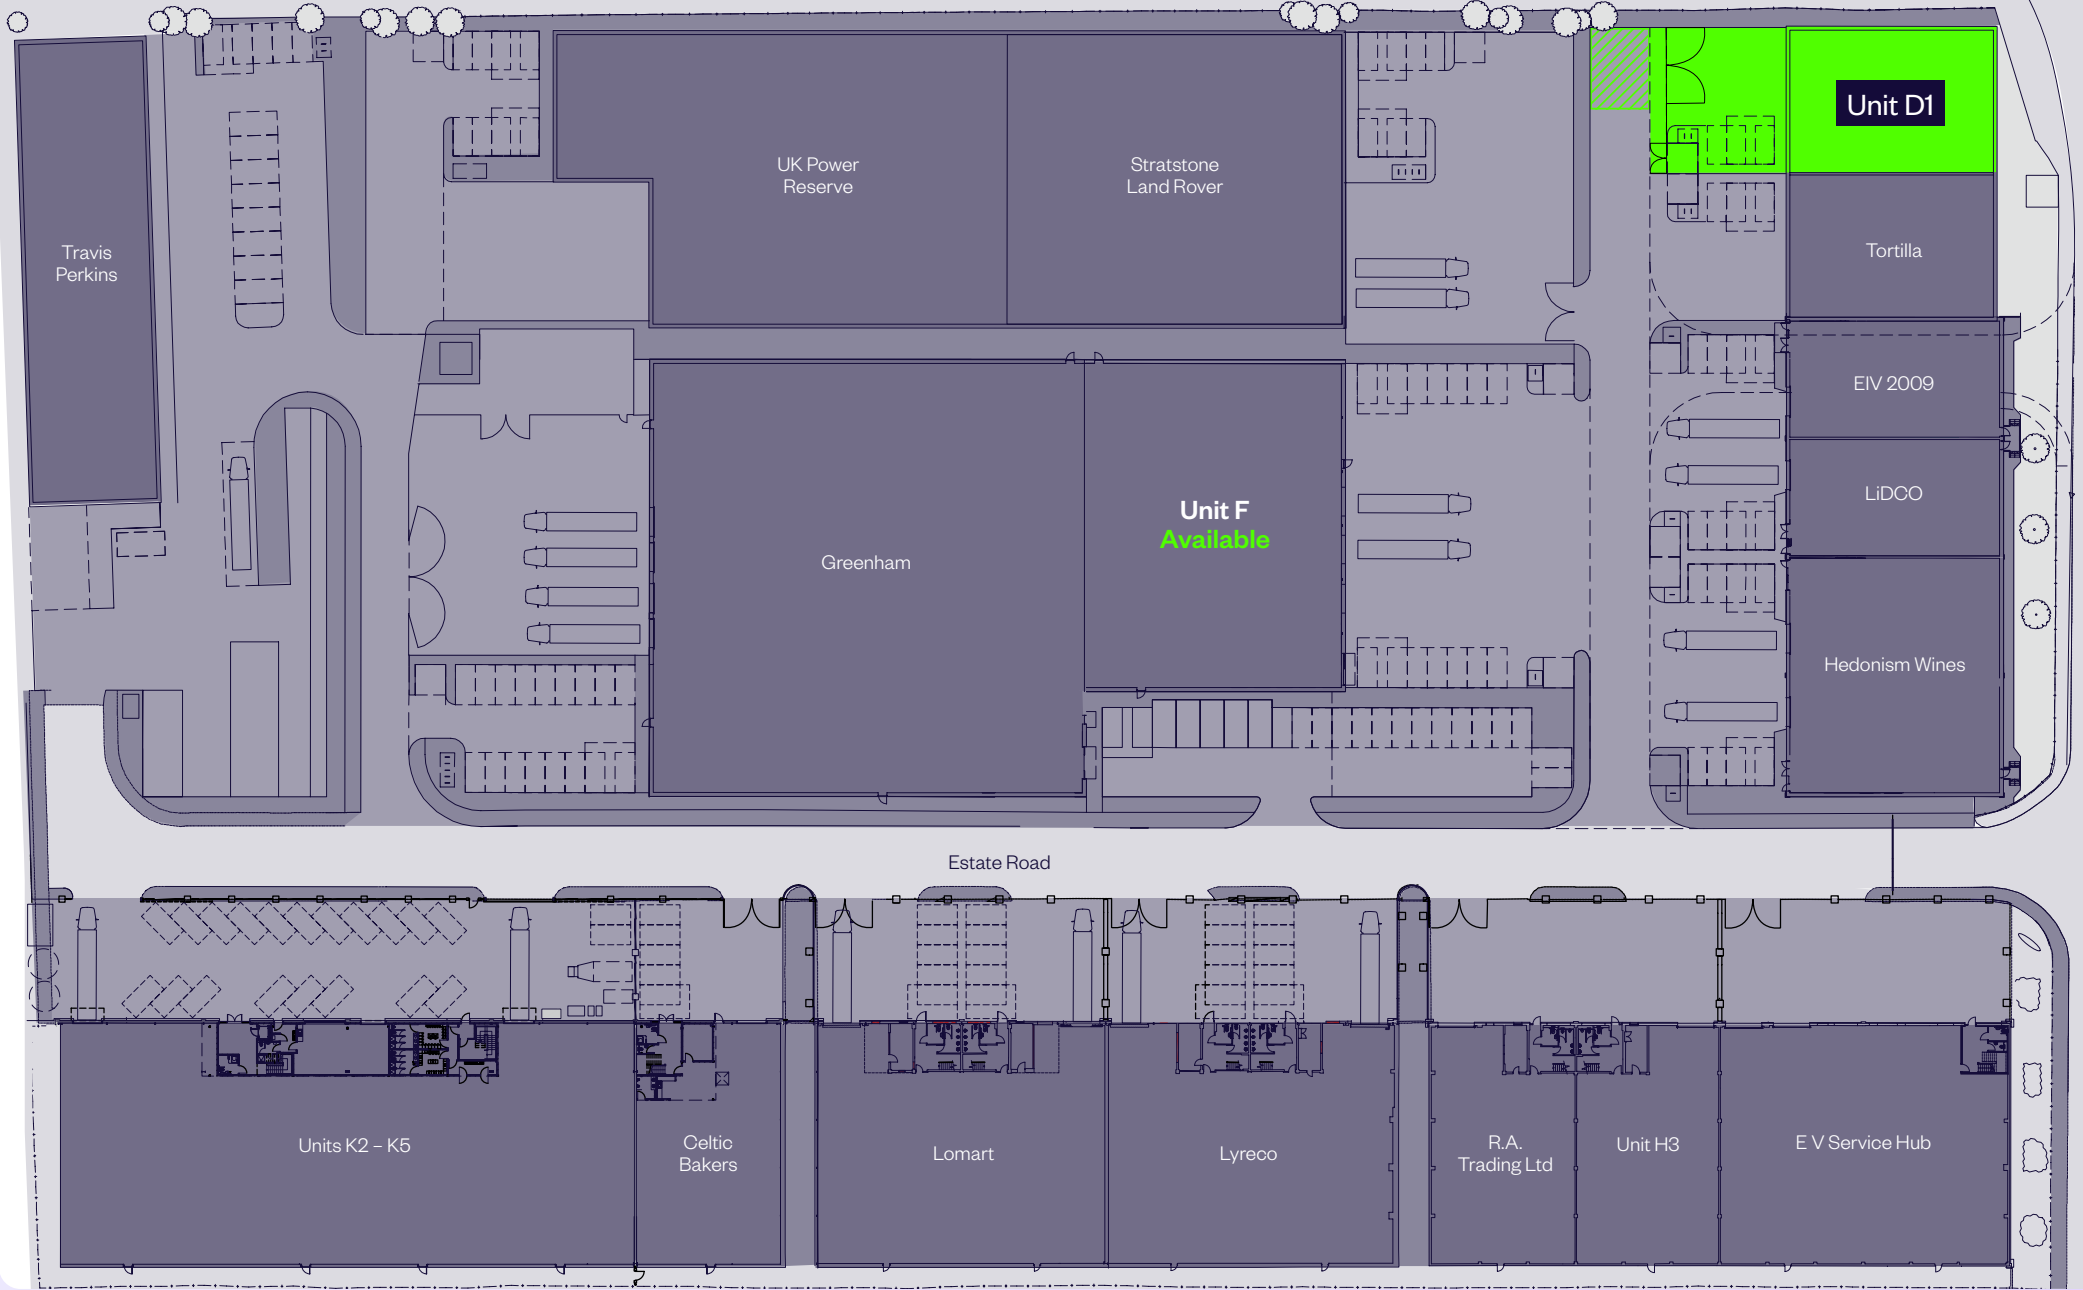 Unit D1
UK Power
Reserve
Stratstone
Land Rover
Travis
Perkins
Tortilla
EIV 2009
LiDCO
Unit F
Available
Greenham
Hedonism Wines
Estate Road
Units K2 – K5
Celtic
Bakers
Lomart
Lyreco
R.A.
Trading Ltd
Unit H3
E V Service Hub